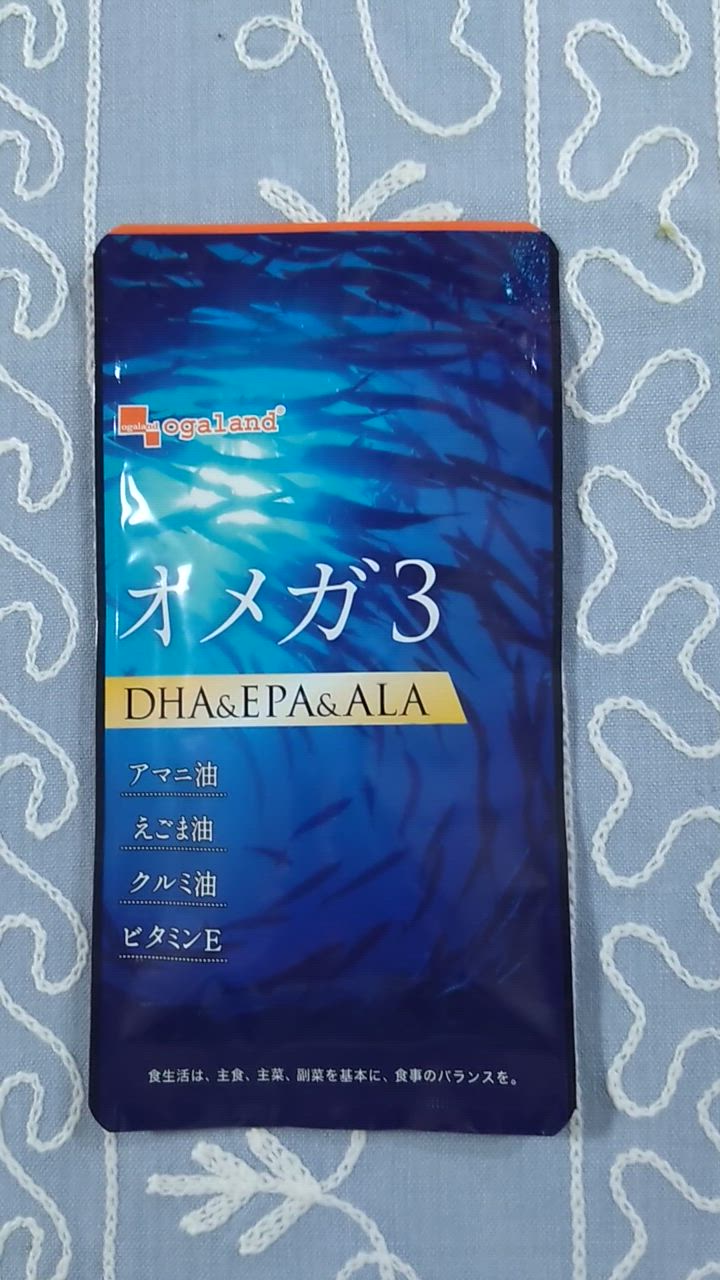 ogaland ogaland®
オメガ3
DHA&EPA&ALA
アマニ油
えごま油
クルミ油
ビタミンE
食生活は、主食、主菜、副菜を基本に、食事のバランスを。